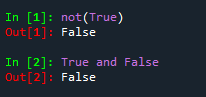 In [1]: not(True)
Out[1]: False
In [2]: True and False
Out[2]: False